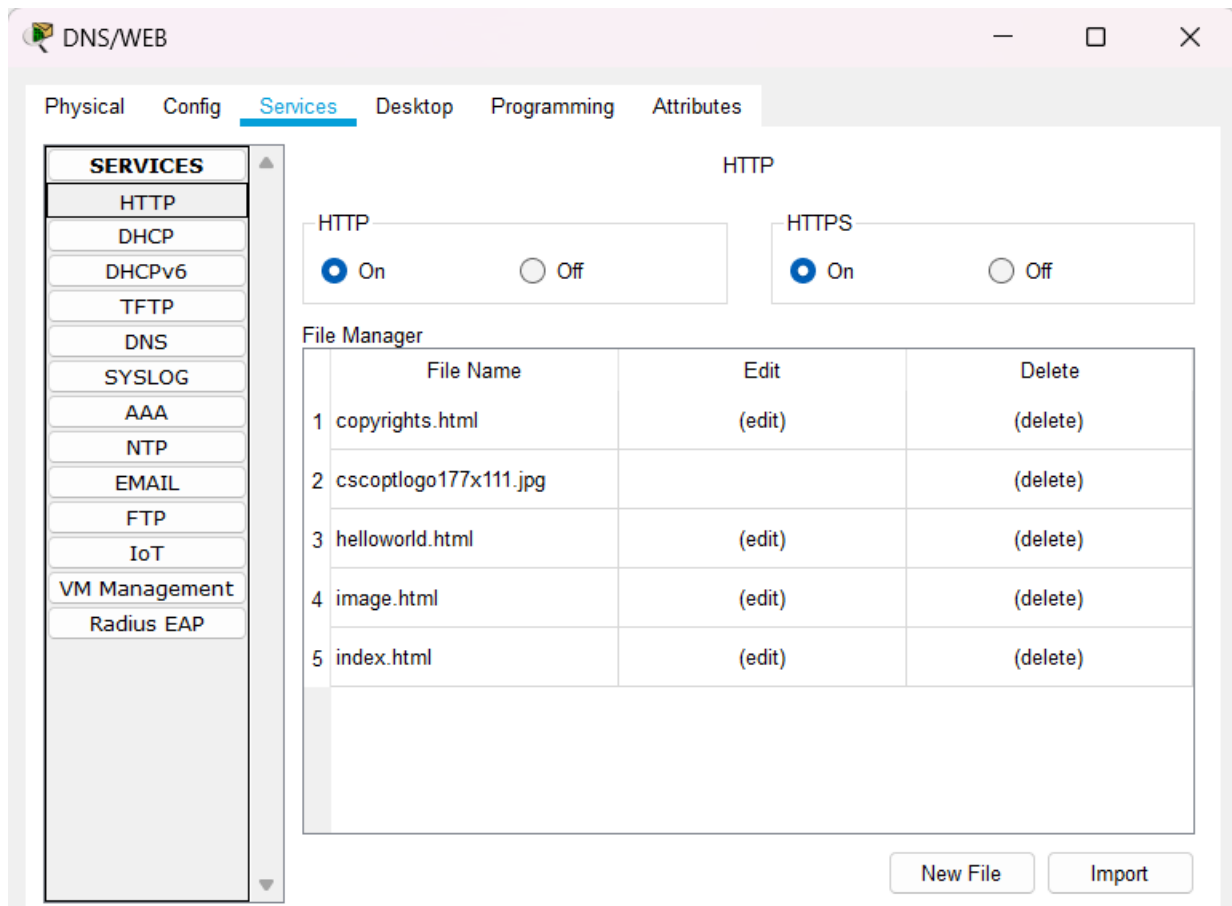 DNS/WEB
Physical Config Services Desktop Programming Attributes
SERVICES
HTTP
DHCP
DHCPv6
TFTP
DNS
SYSLOG
AAA
NTP
EMAIL
FTP
IoT
VM Management
Radius EAP
HTTP
HTTP
On Off
HTTPS
On Off
File Manager
File Name Edit Delete
1 copyrights.html (edit) (delete)
2 cscoptlogo177x111.jpg (delete)
3 helloworld.html (edit) (delete)
4 image.html (edit) (delete)
5 index.html (edit) (delete)
New File Import